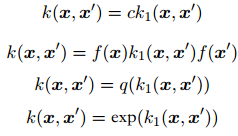 k(x, x′) = ck₁(x, x′)
k(x, x′) = f(x)k₁(x, x′)f(x′)
k(x, x′) = q(k₁(x, x′))
k(x, x′) = exp(k₁(x, x′))